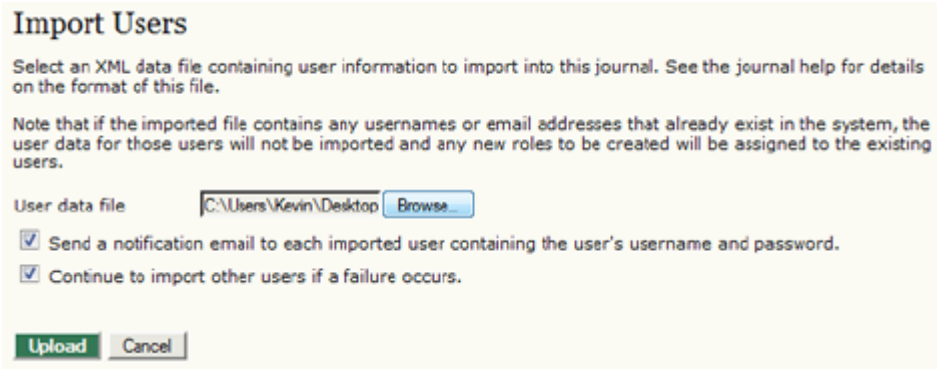 Import Users
Select an XML data file containing user information to import into this journal. See the journal help for details
on the format of this file.
Note that if the imported file contains any usernames or email addresses that already exist in the system, the
user data for those users will not be imported and any new roles to be created will be assigned to the existing
users.
User data file C:\Users\Kevin\Desktop Browse...
Send a notification email to each imported user containing the user's username and password.
Continue to import other users if a failure occurs.
Upload Cancel